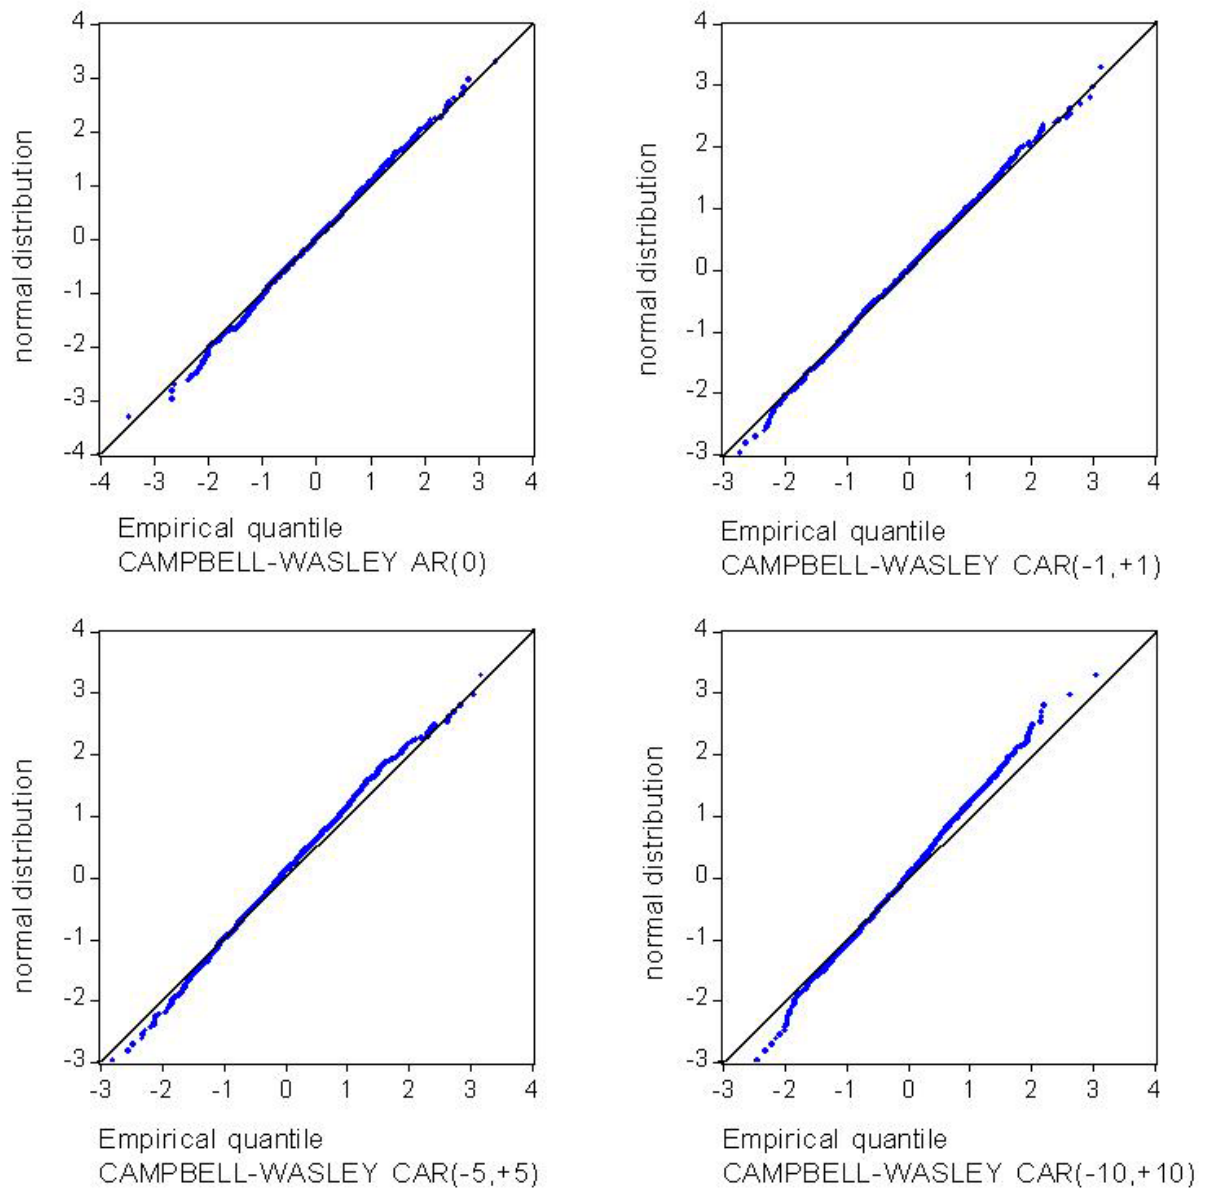 4
3
2
1
0
-1
-2
-3
-4
-4 -3 -2 -1 0 1 2 3 4
normal distribution
Empirical quantile
CAMPBELL-WASLEY AR(0)
4
3
2
1
0
-1
-2
-3
-3 -2 -1 0 1 2 3 4
normal distribution
Empirical quantile
CAMPBELL-WASLEY CAR(-1,+1)
4
3
2
1
0
-1
-2
-3
-3 -2 -1 0 1 2 3 4
normal distribution
Empirical quantile
CAMPBELL-WASLEY CAR(-5,+5)
4
3
2
1
0
-1
-2
-3
-3 -2 -1 0 1 2 3 4
normal distribution
Empirical quantile
CAMPBELL-WASLEY CAR(-10,+10)